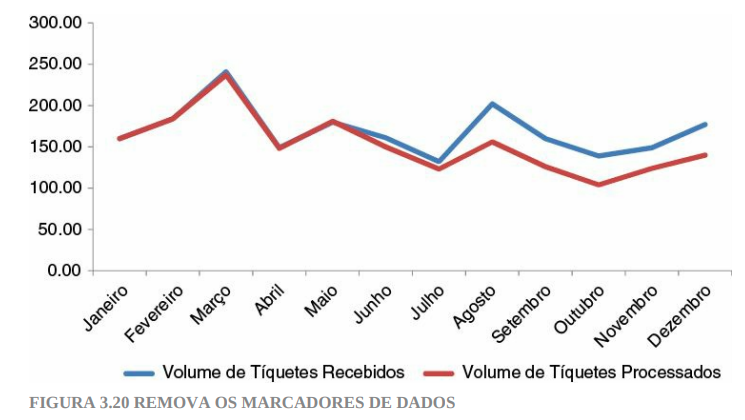 300.00
250.00
200.00
150.00
100.00
50.00
0.00
Janeiro Fevereiro Março Abril Maio Junho Julho Agosto Setembro Outubro Novembro Dezembro
Volume de Tíquetes Recebidos Volume de Tíquetes Processados
FIGURA 3.20 REMOVA OS MARCADORES DE DADOS